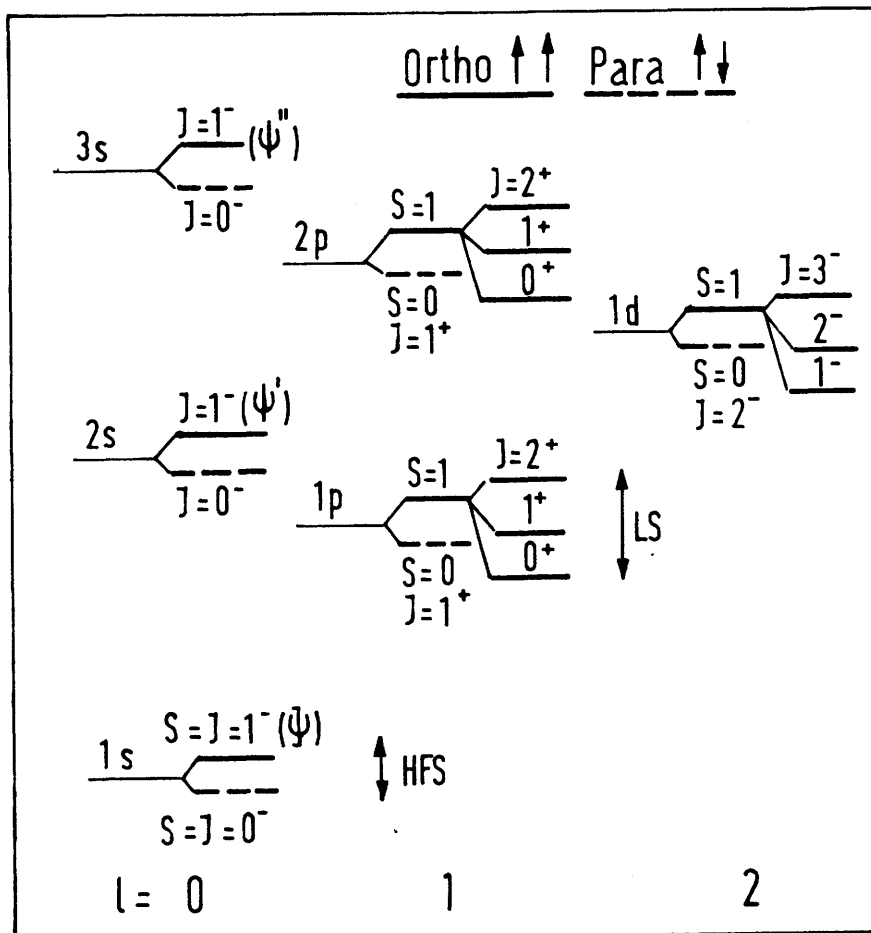 Ortho ↑↑ Para ↑↓
3s
J=1⁻ (ψ'')
J=0⁻
2p
S=1
S=0
J=1⁺
J=2⁺
1⁺
0⁺
1d
S=1
S=0
J=2⁻
J=3⁻
2⁻
1⁻
2s
J=1⁻ (ψ')
J=0⁻
1p
S=1
S=0
J=1⁺
J=2⁺
1⁺
0⁺
LS
1s
S=J=1⁻ (ψ)
S=J=0⁻
HFS
l= 0 1 2